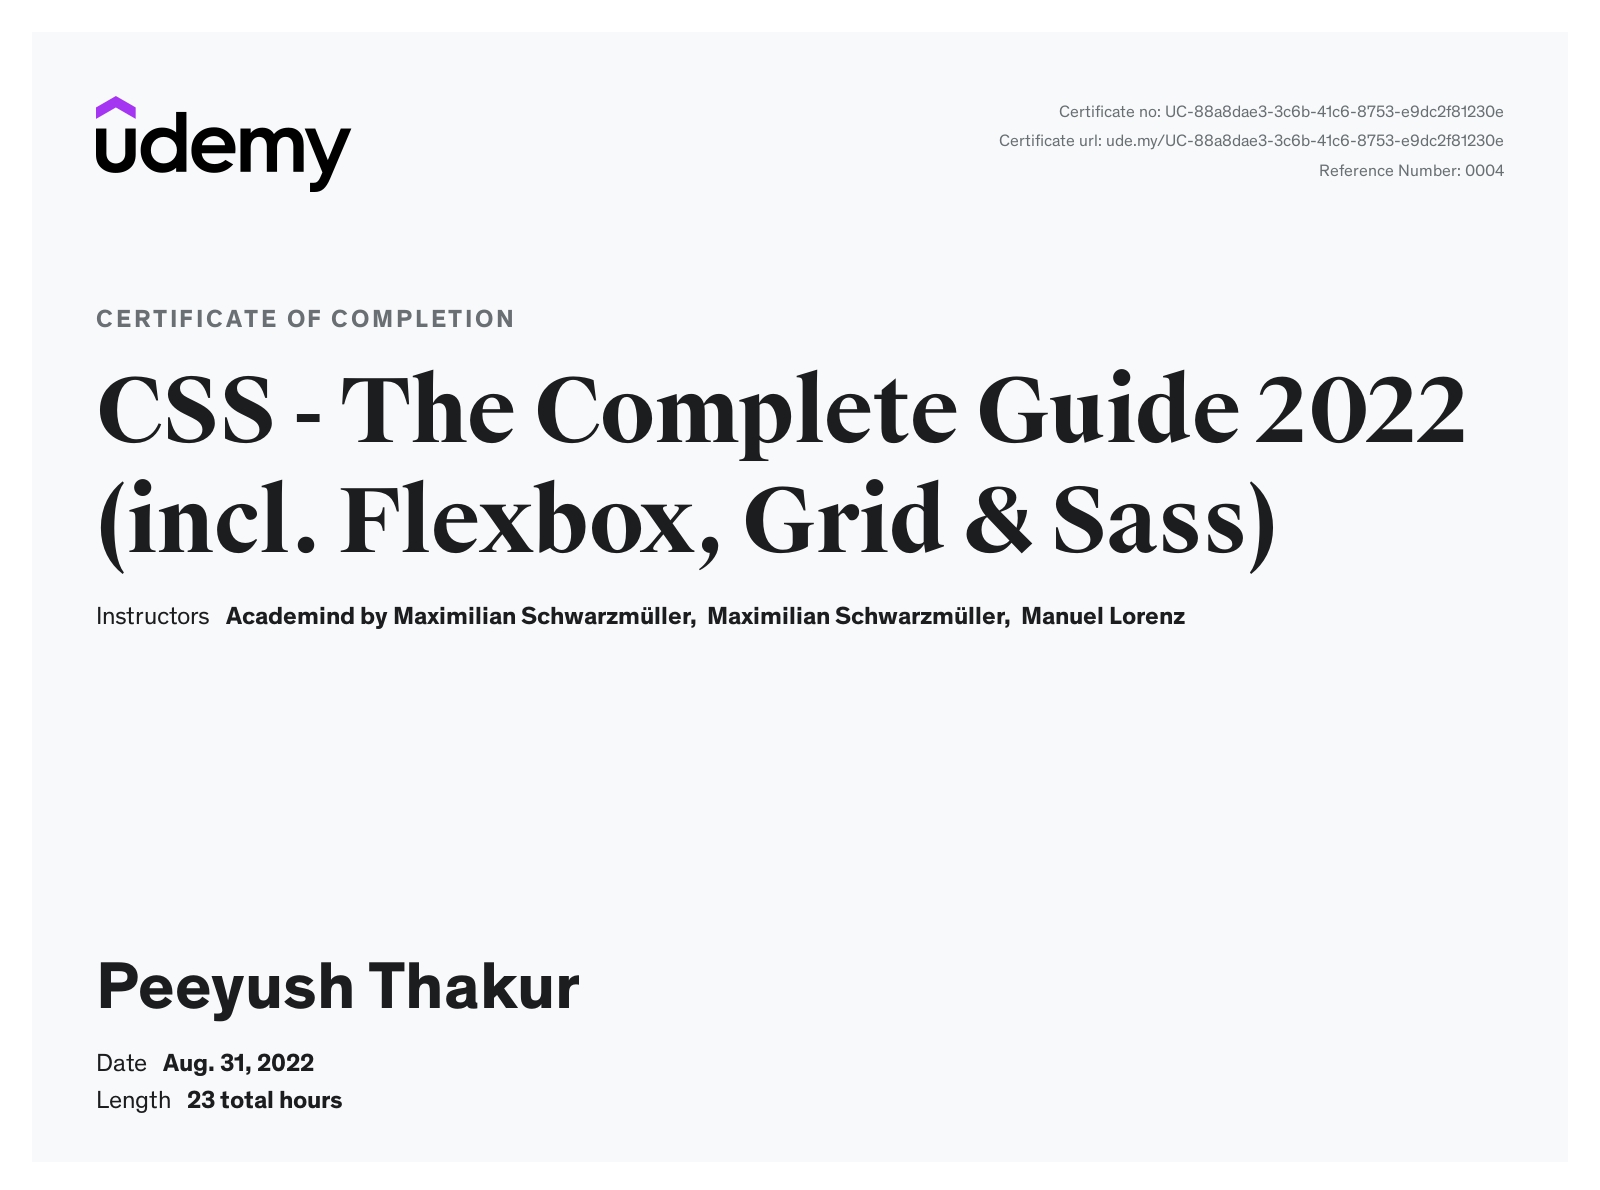 udemy
Certificate no: UC-88a8dae3-3c6b-41c6-8753-e9dc2f81230e
Certificate url: ude.my/UC-88a8dae3-3c6b-41c6-8753-e9dc2f81230e
Reference Number: 0004
CERTIFICATE OF COMPLETION
CSS - The Complete Guide 2022
(incl. Flexbox, Grid & Sass)
Instructors Academind by Maximilian Schwarzmüller, Maximilian Schwarzmüller, Manuel Lorenz
Peeyush Thakur
Date Aug. 31, 2022
Length 23 total hours